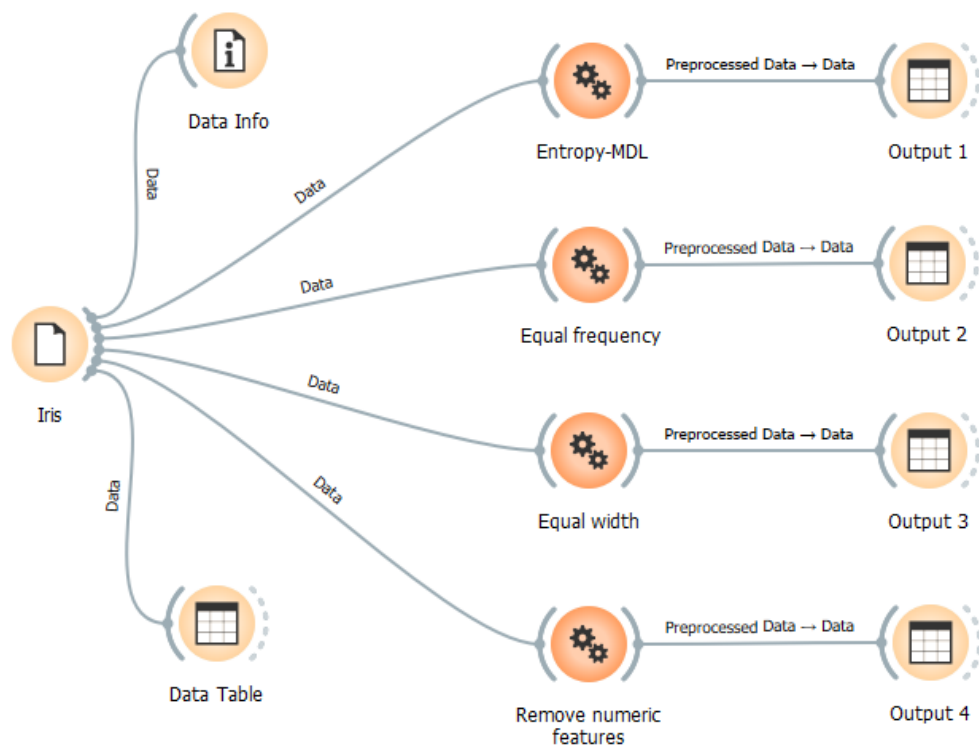 Data Info
Data
Data
Entropy-MDL
Preprocessed Data → Data
Output 1
Data
Equal frequency
Preprocessed Data → Data
Output 2
Iris
Data
Equal width
Preprocessed Data → Data
Output 3
Data
Data
Data Table
Remove numeric
features
Preprocessed Data → Data
Output 4